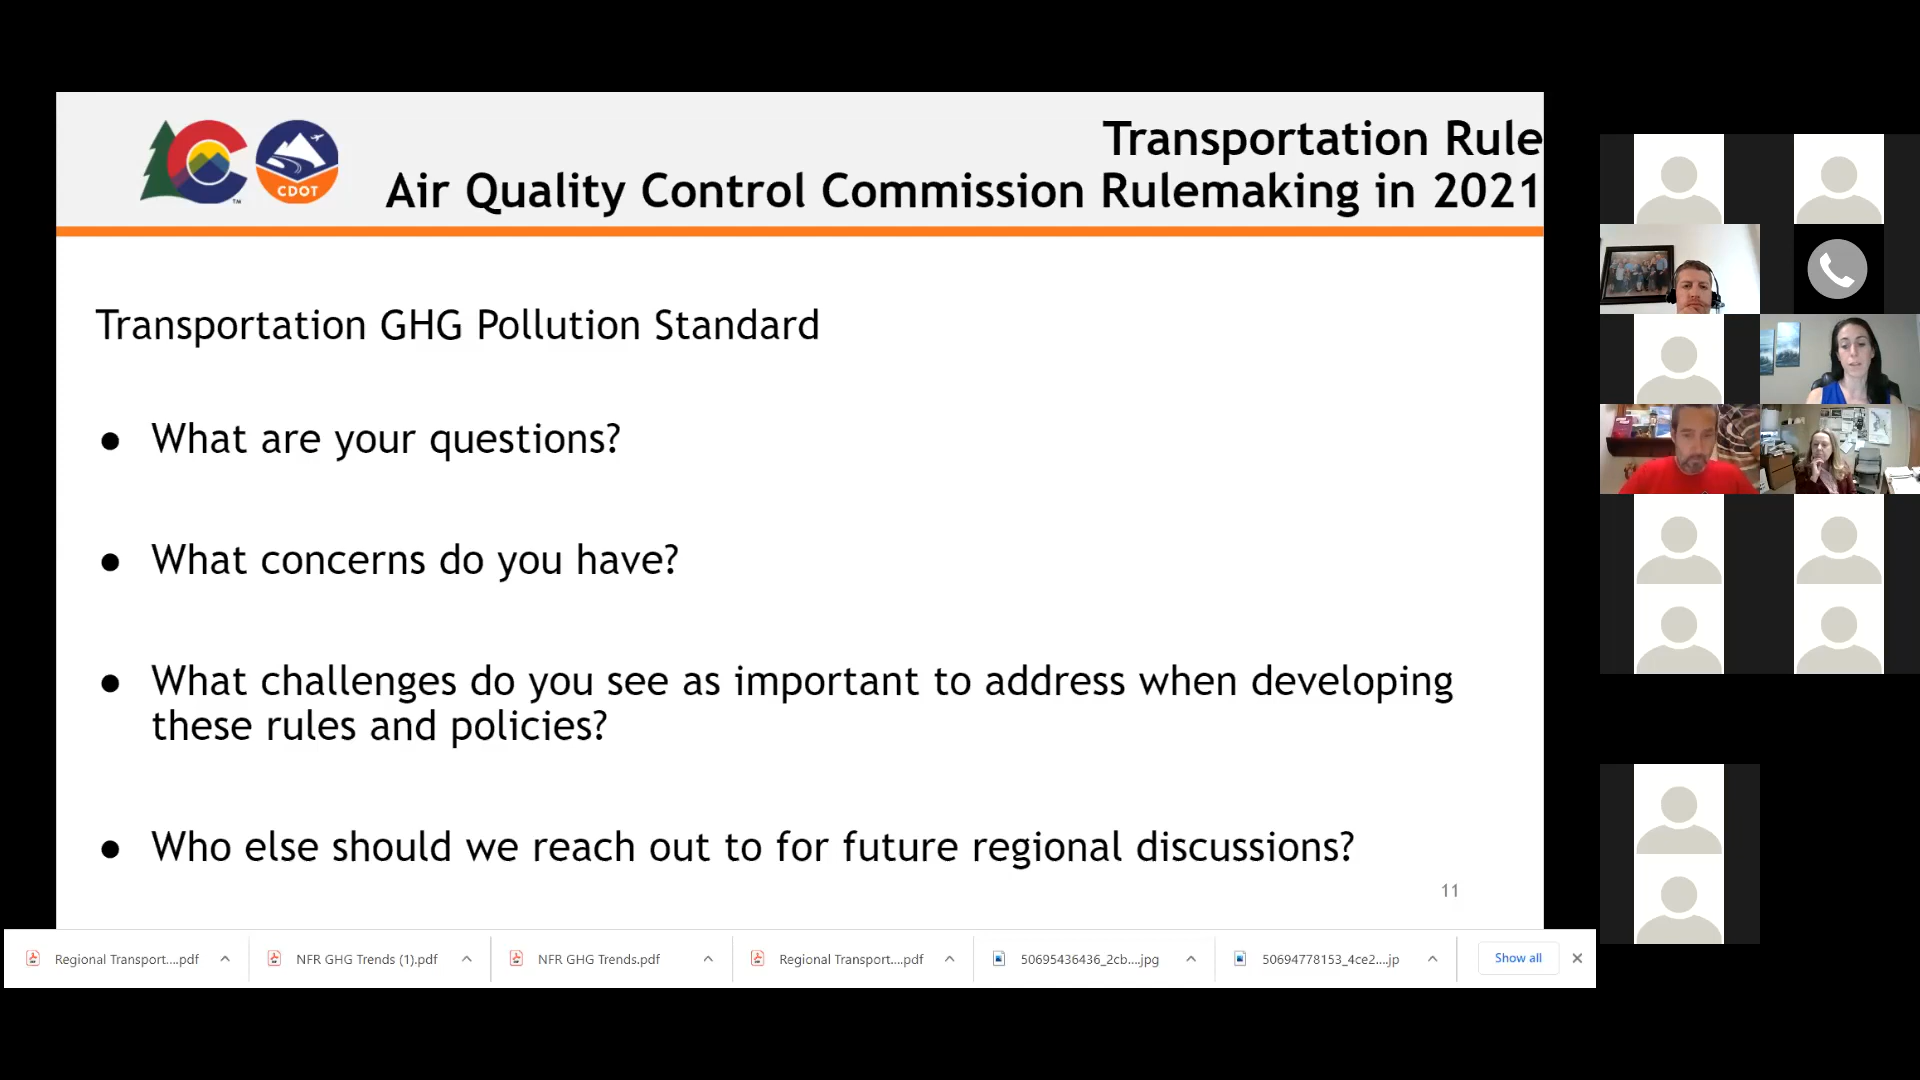 Transportation Rule
Air Quality Control Commission Rulemaking in 2021
CDOT
TM
Transportation GHG Pollution Standard
● What are your questions?
● What concerns do you have?
● What challenges do you see as important to address when developing
these rules and policies?
● Who else should we reach out to for future regional discussions?
11
Regional Transport....pdf
NFR GHG Trends (1).pdf
NFR GHG Trends.pdf
Regional Transport....pdf
50695436436_2cb....jpg
50694778153_4ce2....jp
Show all